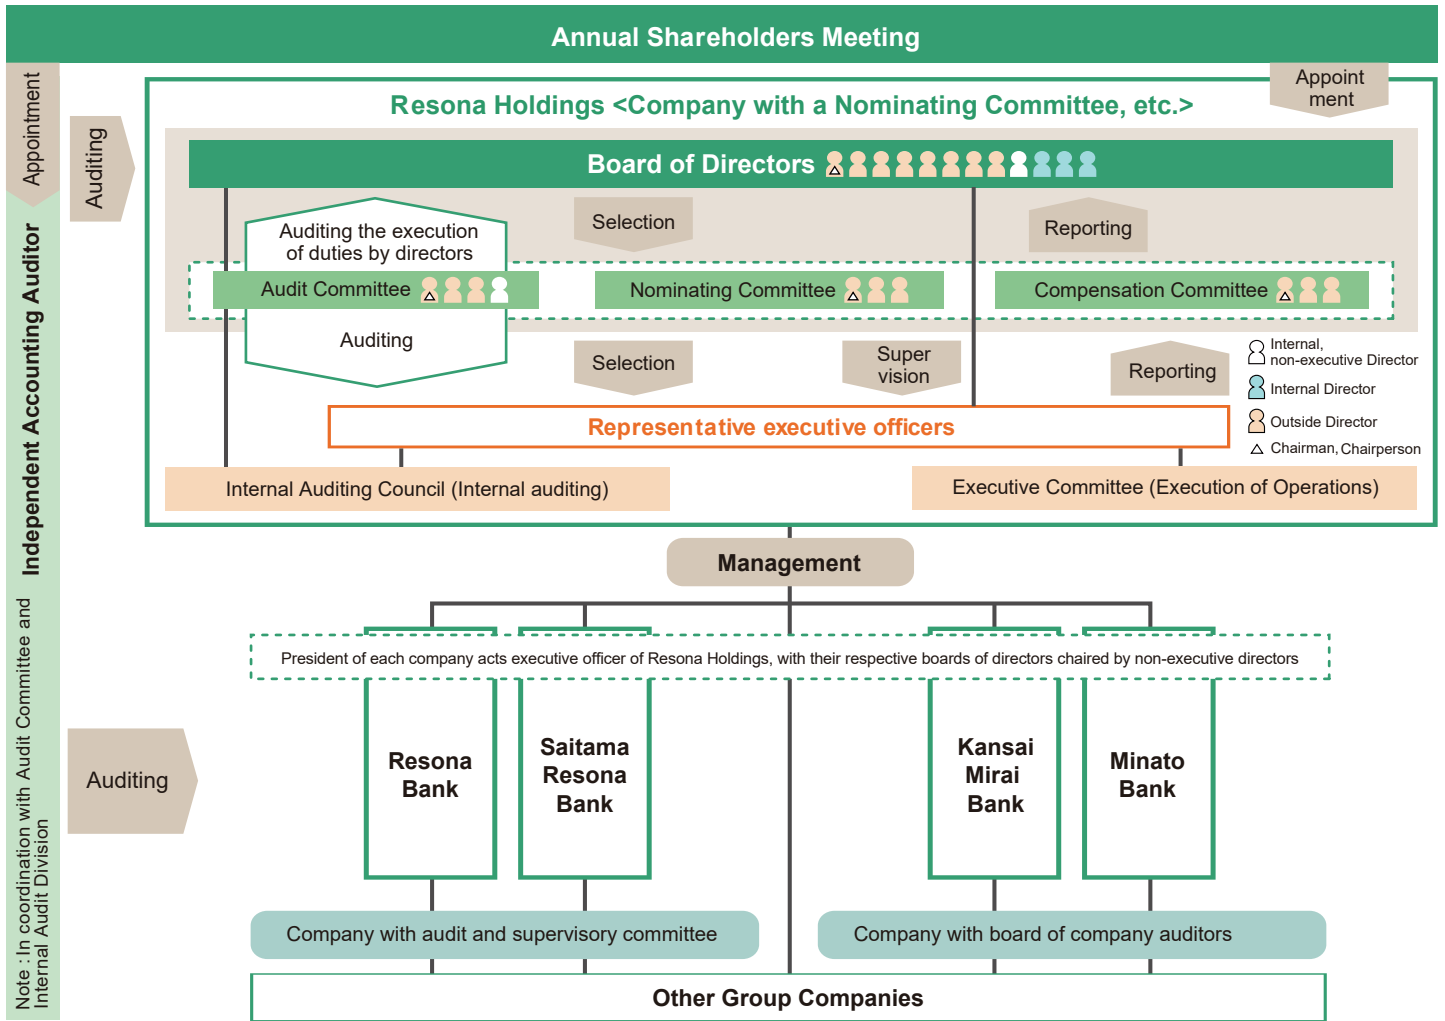 Annual Shareholders Meeting
Appointment
Independent Accounting Auditor
Note : In coordination with Audit Committee and
Internal Audit Division
Auditing
Appoint
ment
Resona Holdings <Company with a Nominating Committee, etc.>
Board of Directors
Auditing the execution
of duties by directors
Selection
Reporting
Audit Committee
Nominating Committee
Compensation Committee
Auditing
Selection
Super
vision
Reporting
Internal,
non-executive Director
Internal Director
Outside Director
Chairman, Chairperson
Representative executive officers
Internal Auditing Council (Internal auditing)
Executive Committee (Execution of Operations)
Management
President of each company acts executive officer of Resona Holdings, with their respective boards of directors chaired by non-executive directors
Auditing
Resona
Bank
Saitama
Resona
Bank
Kansai
Mirai
Bank
Minato
Bank
Company with audit and supervisory committee
Company with board of company auditors
Other Group Companies